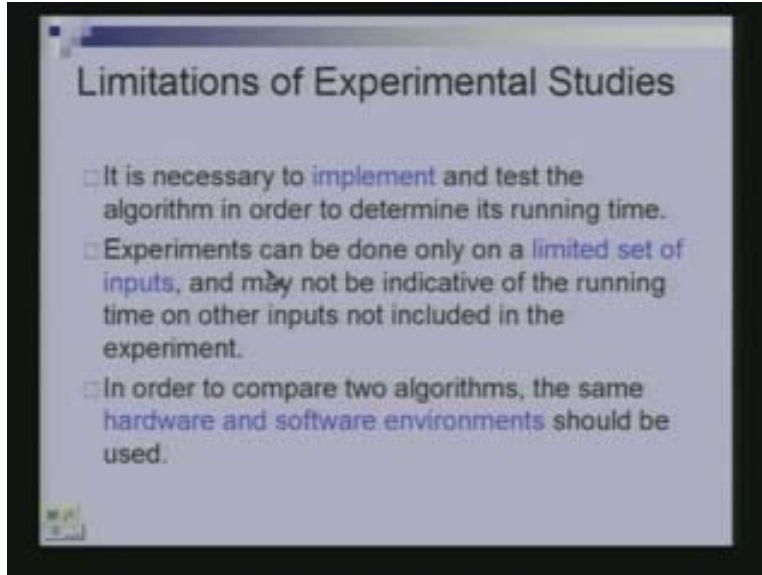 Limitations of Experimental Studies
It is necessary to implement and test the
algorithm in order to determine its running time.
Experiments can be done only on a limited set of
inputs, and may not be indicative of the running
time on other inputs not included in the
experiment.
In order to compare two algorithms, the same
hardware and software environments should be
used.